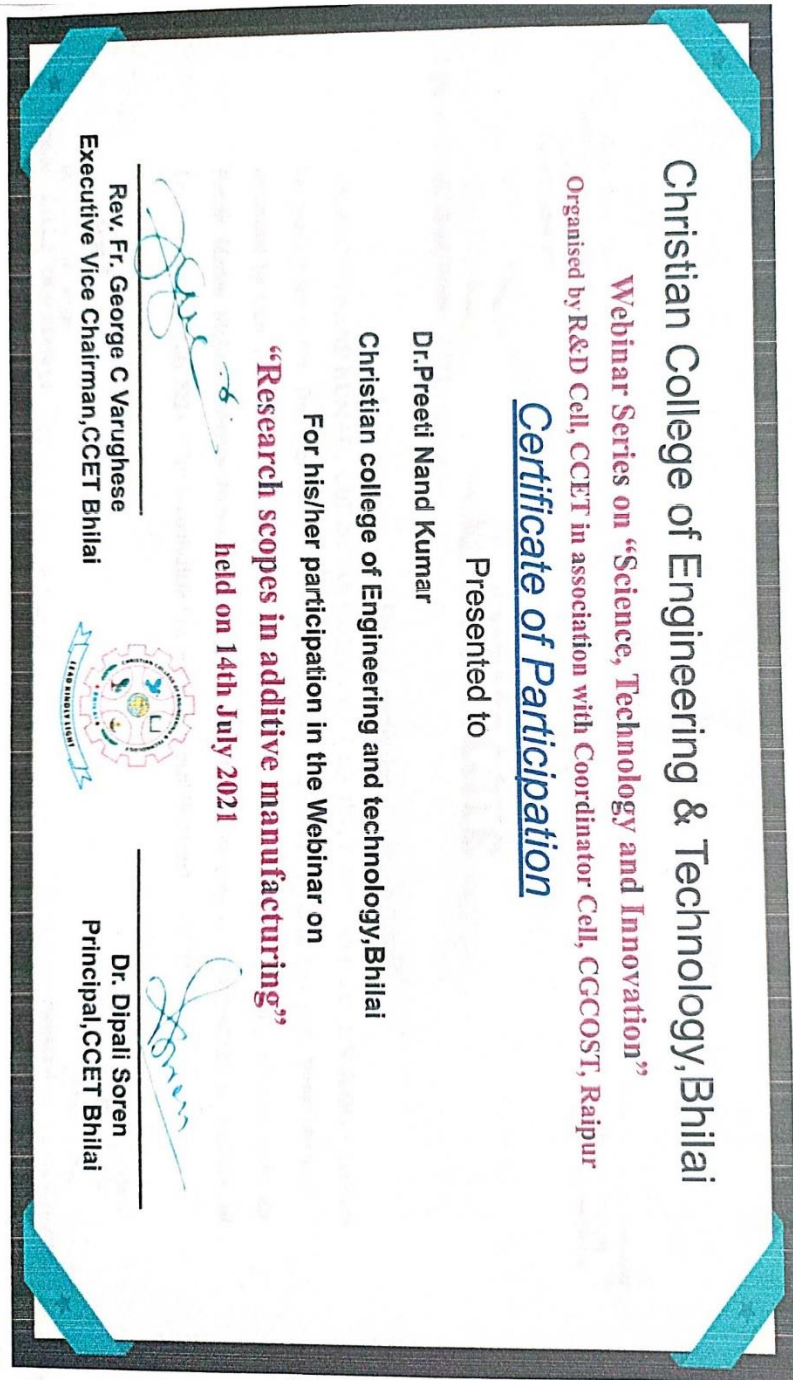 Christian College of Engineering & Technology,Bhilai
Webinar Series on “Science, Technology and Innovation”
Organised by R&D Cell, CCET in association with Coordinator Cell, CGCOST, Raipur
Certificate of Participation
Presented to
Dr.Preeti Nand Kumar
Christian college of Engineering and technology,Bhilai
For his/her participation in the Webinar on
“Research scopes in additive manufacturing”
held on 14th July 2021
Rev. Fr. George C Varughese
Executive Vice Chairman,CCET Bhilai
LEAD KINDLY LIGHT
Dr. Dipali Soren
Principal,CCET Bhilai